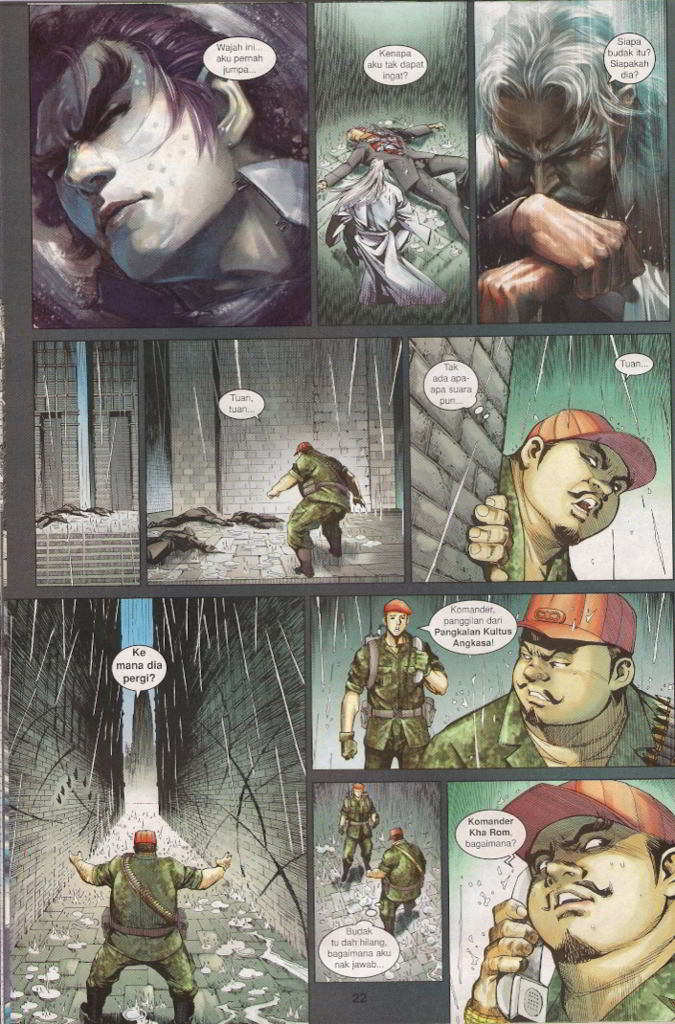 Wajah ini...
aku pernah
jumpa...
Kenapa
aku tak dapat
ingat?
Siapa
budak itu?
Siapakah
dia?
Tuan,
tuan...
Tak
ada apa-
apa suara
pun...
Tuan...
Ke
mana dia
pergi?
Komander,
panggilan dari
Pangkalan Kultus
Angkasa!
Budak
tu dah hilang,
bagaimana aku
nak jawab...
Komander
Kha Rom,
bagaimana?
22